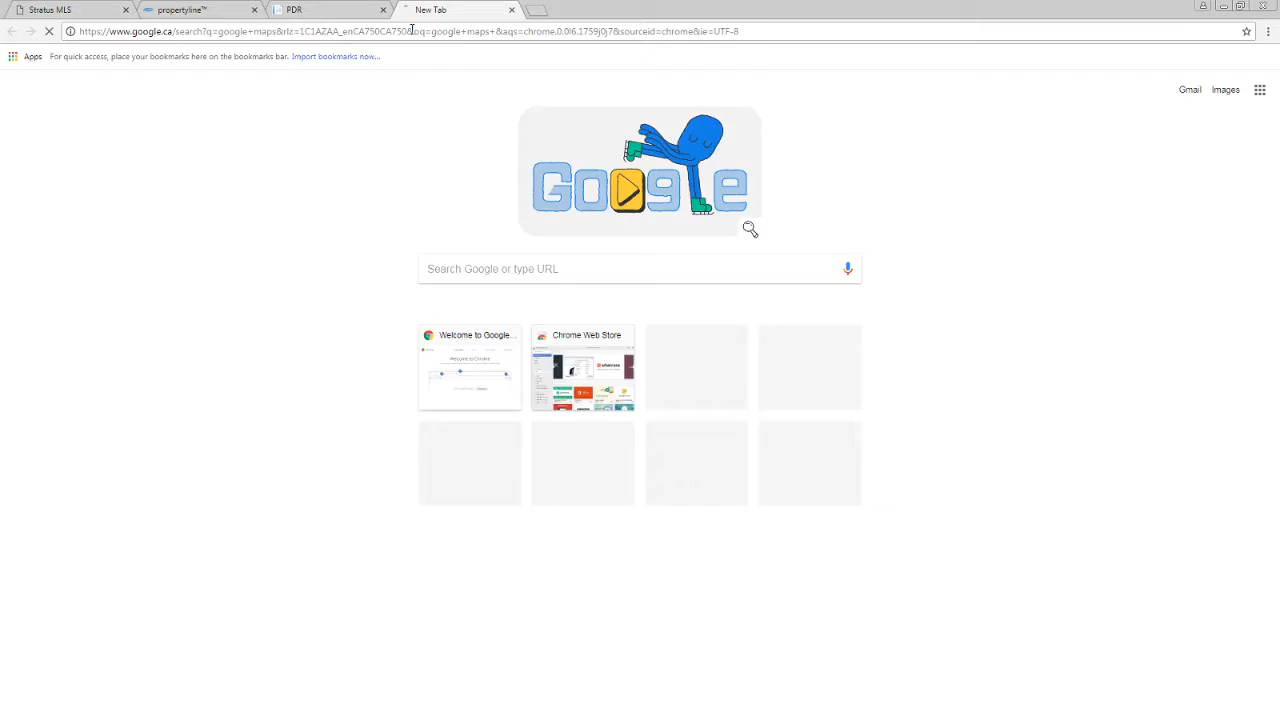 Stratus MLS
propertyline™
PDR
New Tab
https://www.google.ca/search?q=google+maps&rlz=1C1AZAA_enCA750CA750&oq=google+maps+&aqs=chrome.0.0l6.1759j0j7&sourceid=chrome&ie=UTF-8
Apps For quick access, place your bookmarks here on the bookmarks bar. Import bookmarks now...
Gmail Images
Google
Search Google or type URL
Welcome to Google...
Chrome Web Store
Welcome to Chrome